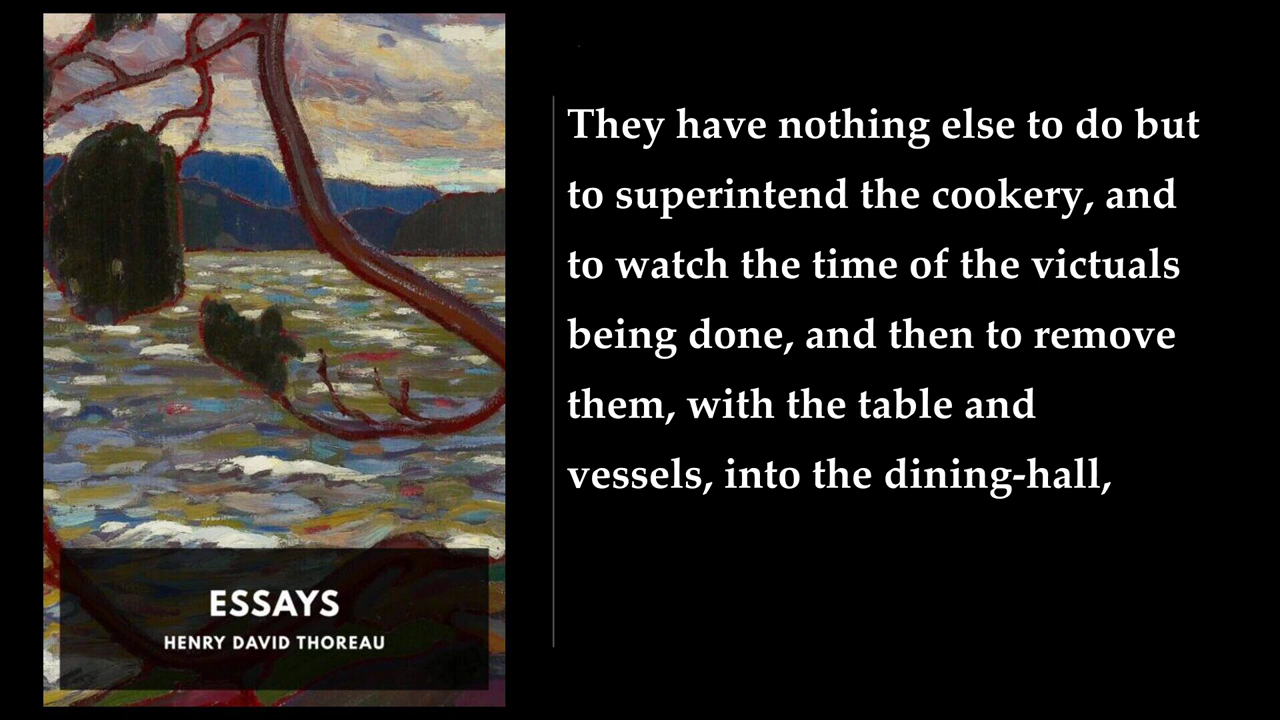 ESSAYS
HENRY DAVID THOREAU
They have nothing else to do but
to superintend the cookery, and
to watch the time of the victuals
being done, and then to remove
them, with the table and
vessels, into the dining-hall,